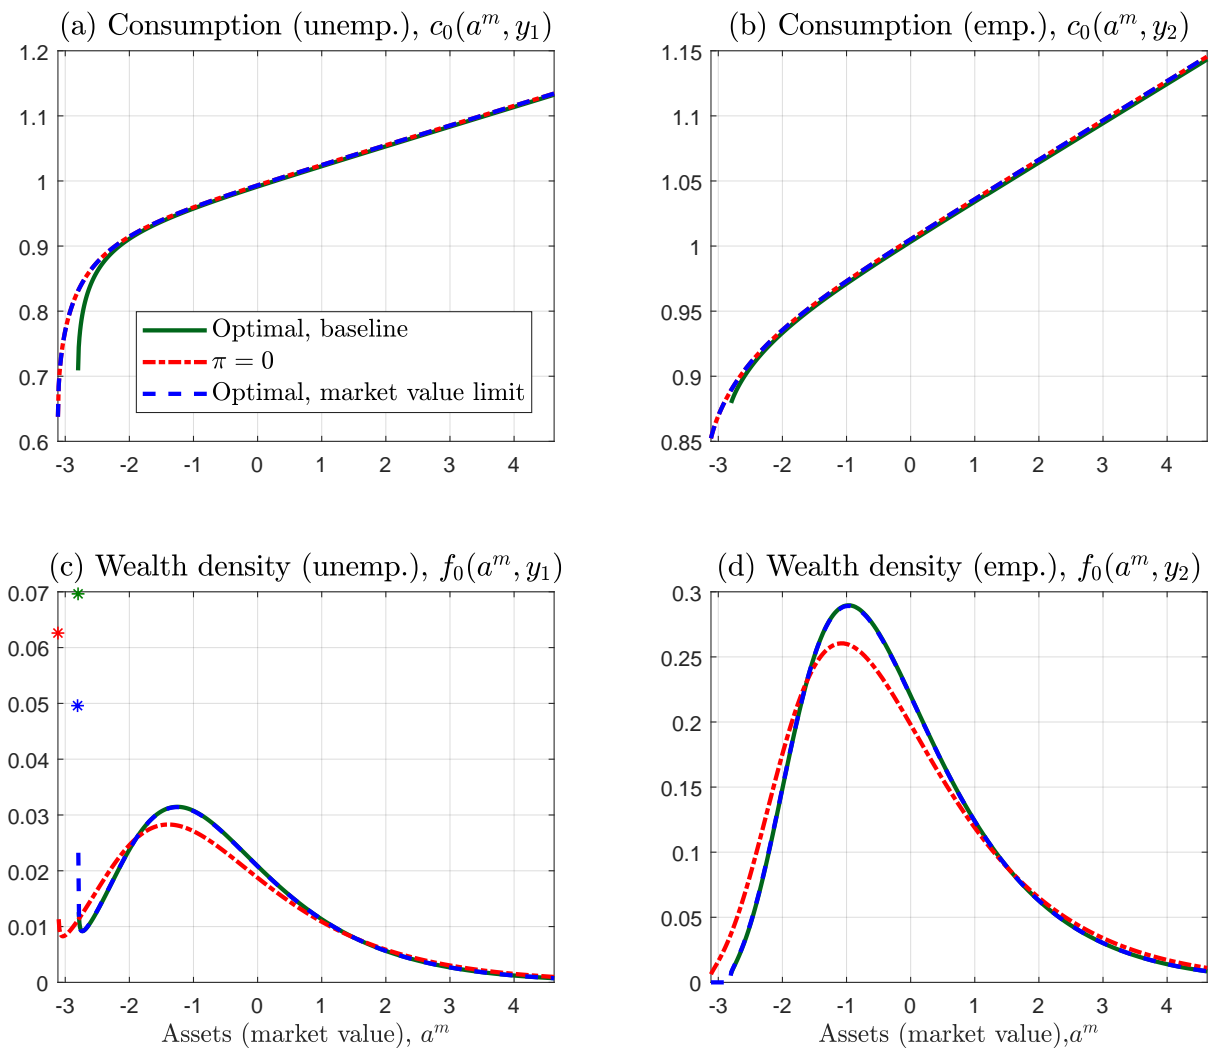 (a) Consumption (unemp.), c₀(aᵐ, y₁)
1.2
1.1
1
0.9
0.8
0.7
0.6
-3 -2 -1 0 1 2 3 4
Optimal, baseline
π = 0
Optimal, market value limit
(b) Consumption (emp.), c₀(aᵐ, y₂)
1.15
1.1
1.05
1
0.95
0.9
0.85
-3 -2 -1 0 1 2 3 4
(c) Wealth density (unemp.), f₀(aᵐ, y₁)
0.07
0.06
0.05
0.04
0.03
0.02
0.01
0
-3 -2 -1 0 1 2 3 4
Assets (market value), aᵐ
(d) Wealth density (emp.), f₀(aᵐ, y₂)
0.3
0.25
0.2
0.15
0.1
0.05
0
-3 -2 -1 0 1 2 3 4
Assets (market value),aᵐ